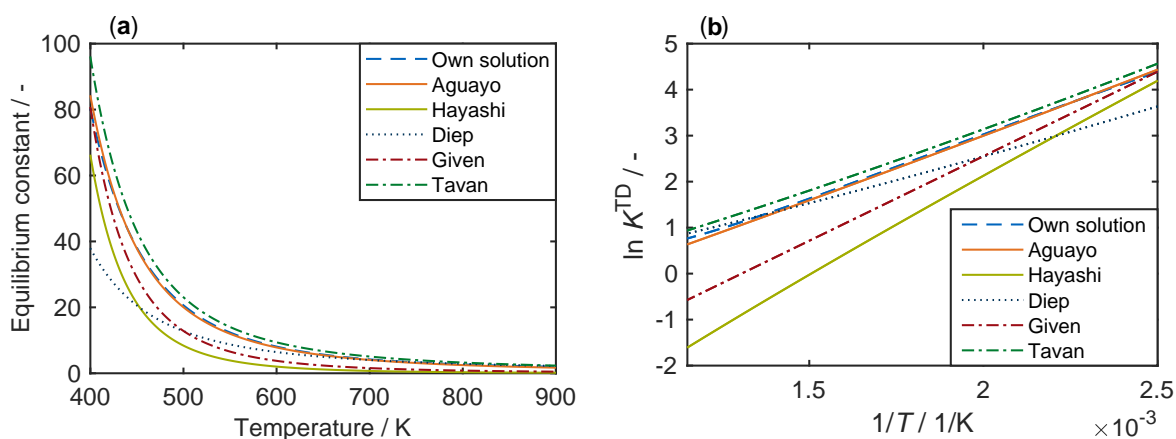 (a)
100
80
60
40
20
0
400
500
600
700
800
900
Equilibrium constant / -
Temperature / K
Own solution
Aguayo
Hayashi
Diep
Given
Tavan
(b)
5
4
3
2
1
0
-1
-2
1.5
2
2.5
ln K^TD / -
1/T / 1/K
×10^-3
Own solution
Aguayo
Hayashi
Diep
Given
Tavan